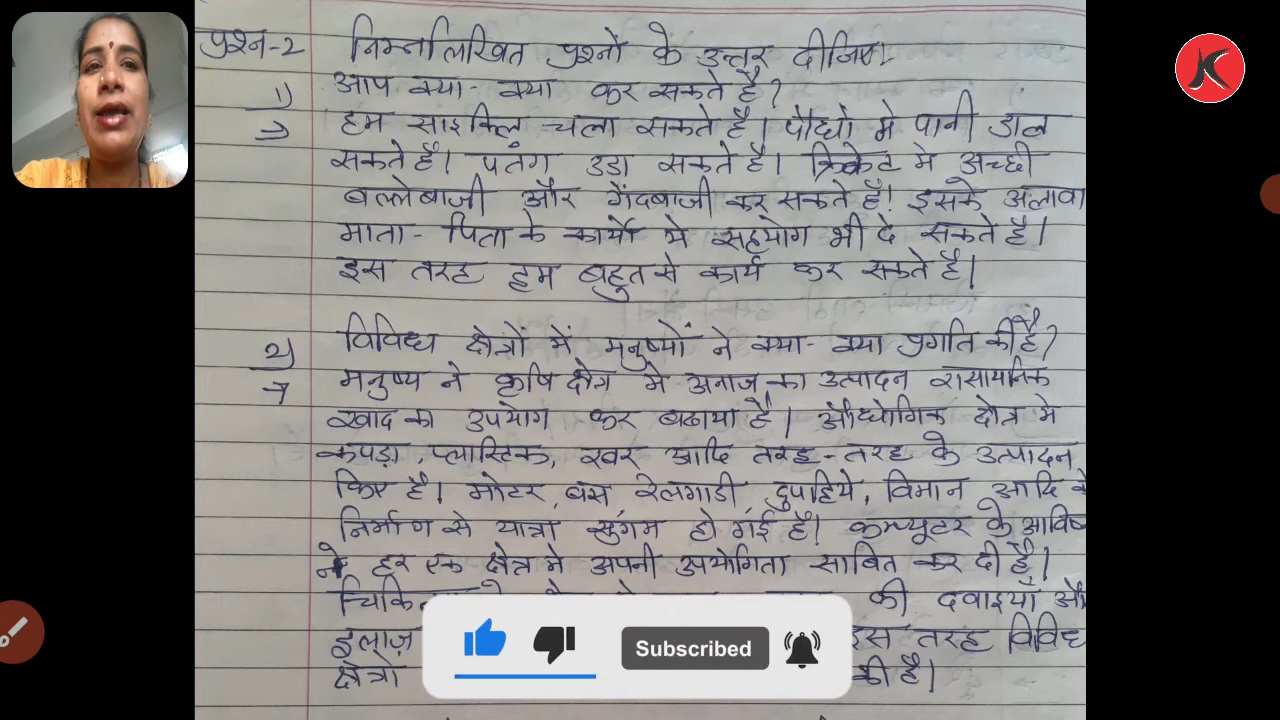 प्रश्न-2 निम्नलिखित प्रश्नों के उत्तर दीजिए।
1) आप क्या-क्या कर सकते है?
→ हम साइकिल चला सकते है। पौधो मे पानी डाल
सकते हैं। पतंग उडा सकते है। क्रिकेट मे अच्छी
बल्लेबाजी और गेंदबाजी कर सकते है। इसके अलावा
माता-पिता के कार्यो मे सहयोग भी दे सकते है।
इस तरह हम बहुत से कार्य कर सकते है।
2) विविध क्षेत्रों में मनुष्यों ने क्या-क्या प्रगति की है?
→ मनुष्य ने कृषि क्षेत्र मे अनाज का उत्पादन रासायनिक
खाद का उपयोग कर बढाया है। औद्योगिक क्षेत्र मे
कपड़ा, प्लास्टिक, रबर आदि तरह-तरह के उत्पादन
किए है। मोटर, बस रेलगाडी, दुपहिये, विमान आदि के
निर्माण से यात्रा सुगम हो गई है। कम्प्यूटर के आविष्
ने हर एक क्षेत्र मे अपनी उपयोगिता साबित कर दी है।
की दवाइयाँ और
इलाज़ इस तरह विविध
क्षेत्रो की है।
Subscribed
K